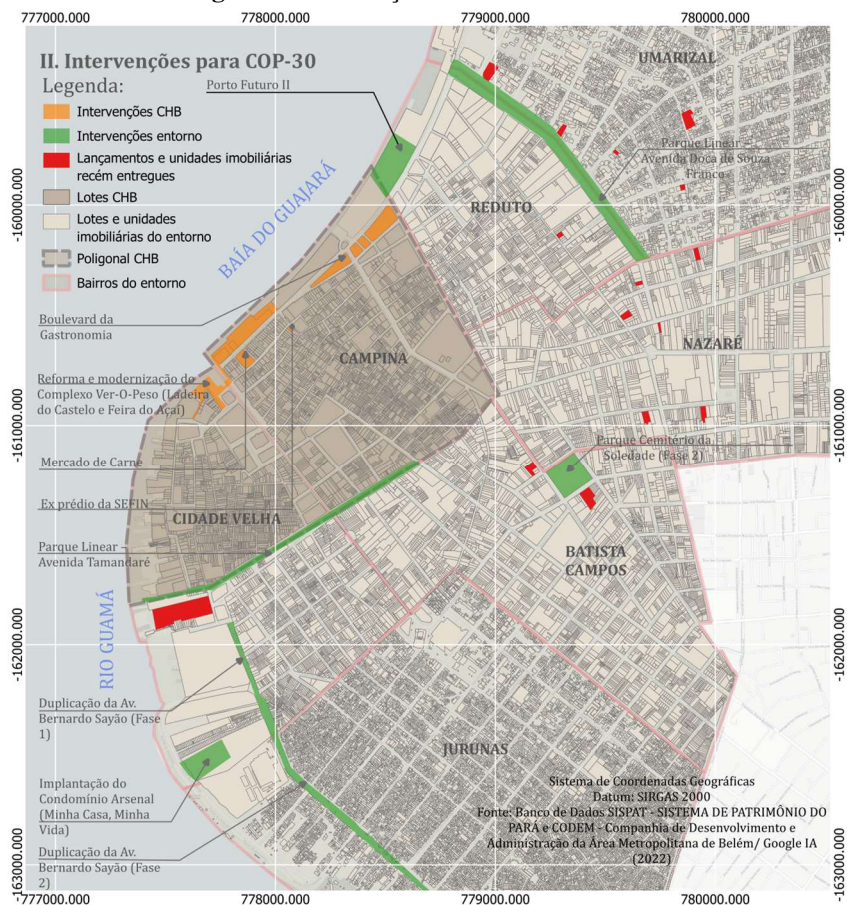 777000.000 778000.000 779000.000 780000.000
II. Intervenções para COP-30
Legenda:
Intervenções CHB
Intervenções entorno
Lançamentos e unidades imobiliárias
recém entregues
Lotes CHB
Lotes e unidades
imobiliárias do entorno
Poligonal CHB
Bairros do entorno
Porto Futuro II
UMARIZAL
Parque Linear –
Avenida Doca de Souza
Franco
-160000.000
-160000.000
REDUTO
BAÍA DO GUAJARÁ
Boulevard da
Gastronomia
CAMPINA
NAZARÉ
Reforma e modernização do
Complexo Ver-O-Peso (Ladeira
do Castelo e Feira do Açaí)
-161000.000
-161000.000
Parque Cemitério da
Soledade (Fase 2)
Mercado de Carne
Ex prédio da SEFIN
CIDADE VELHA
Parque Linear –
Avenida Tamandaré
BATISTA
CAMPOS
RIO GUAMÁ
-162000.000
-162000.000
Duplicação da Av.
Bernardo Sayão (Fase
1)
JURUNAS
Implantação do
Condomínio Arsenal
(Minha Casa, Minha
Vida)
Duplicação da Av.
Bernardo Sayão (Fase
2)
Sistema de Coordenadas Geográficas
Datum: SIRGAS 2000
Fonte: Banco de Dados SISPAT - SISTEMA DE PATRIMÔNIO DO
PARÁ e CODEM - Companhia de Desenvolvimento e
Administração da Área Metropolitana de Belém/ Google IA
(2022)
-163000.000
-163000.000
777000.000 778000.000 779000.000 780000.000